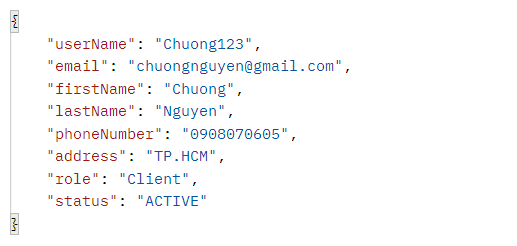 {
"userName": "Chuong123",
"email": "chuongnguyen@gmail.com",
"firstName": "Chuong",
"lastName": "Nguyen",
"phoneNumber": "0908070605",
"address": "TP.HCM",
"role": "Client",
"status": "ACTIVE"
}